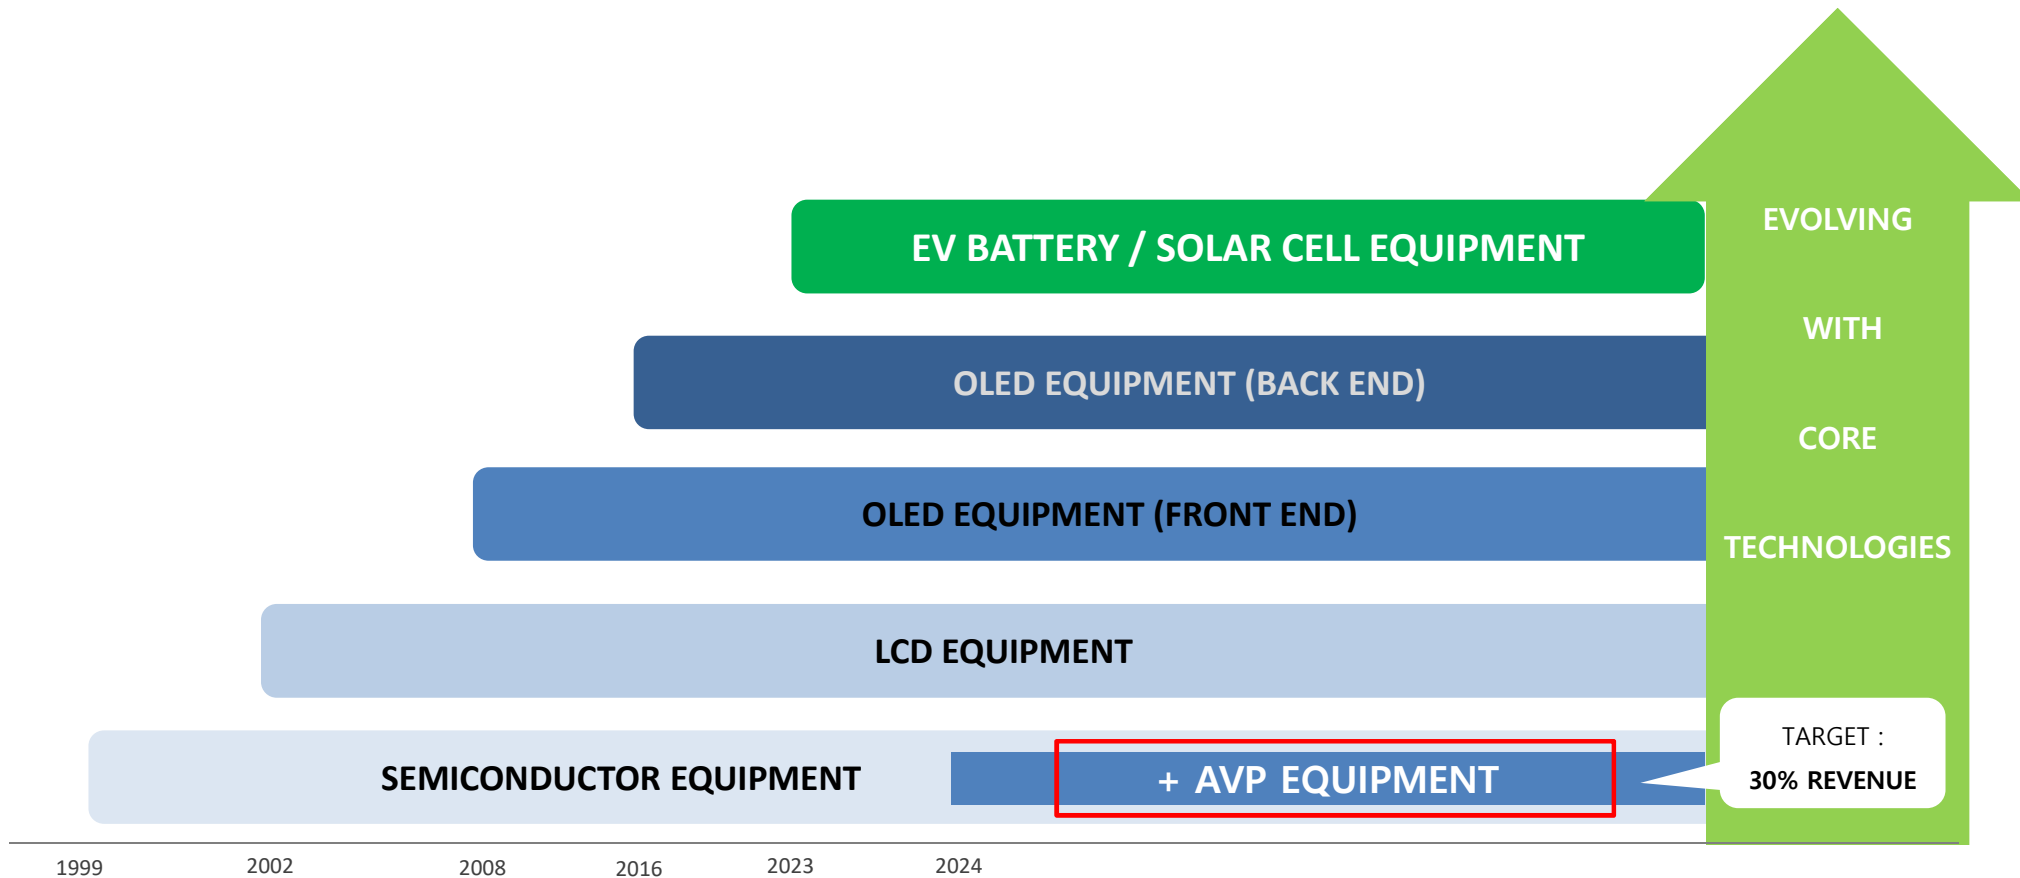 EVOLVING
EV BATTERY / SOLAR CELL EQUIPMENT
WITH
OLED EQUIPMENT (BACK END)
CORE
OLED EQUIPMENT (FRONT END)
TECHNOLOGIES
LCD EQUIPMENT
TARGET :
30% REVENUE
SEMICONDUCTOR EQUIPMENT
+ AVP EQUIPMENT
1999
2002
2008
2016
2023
2024